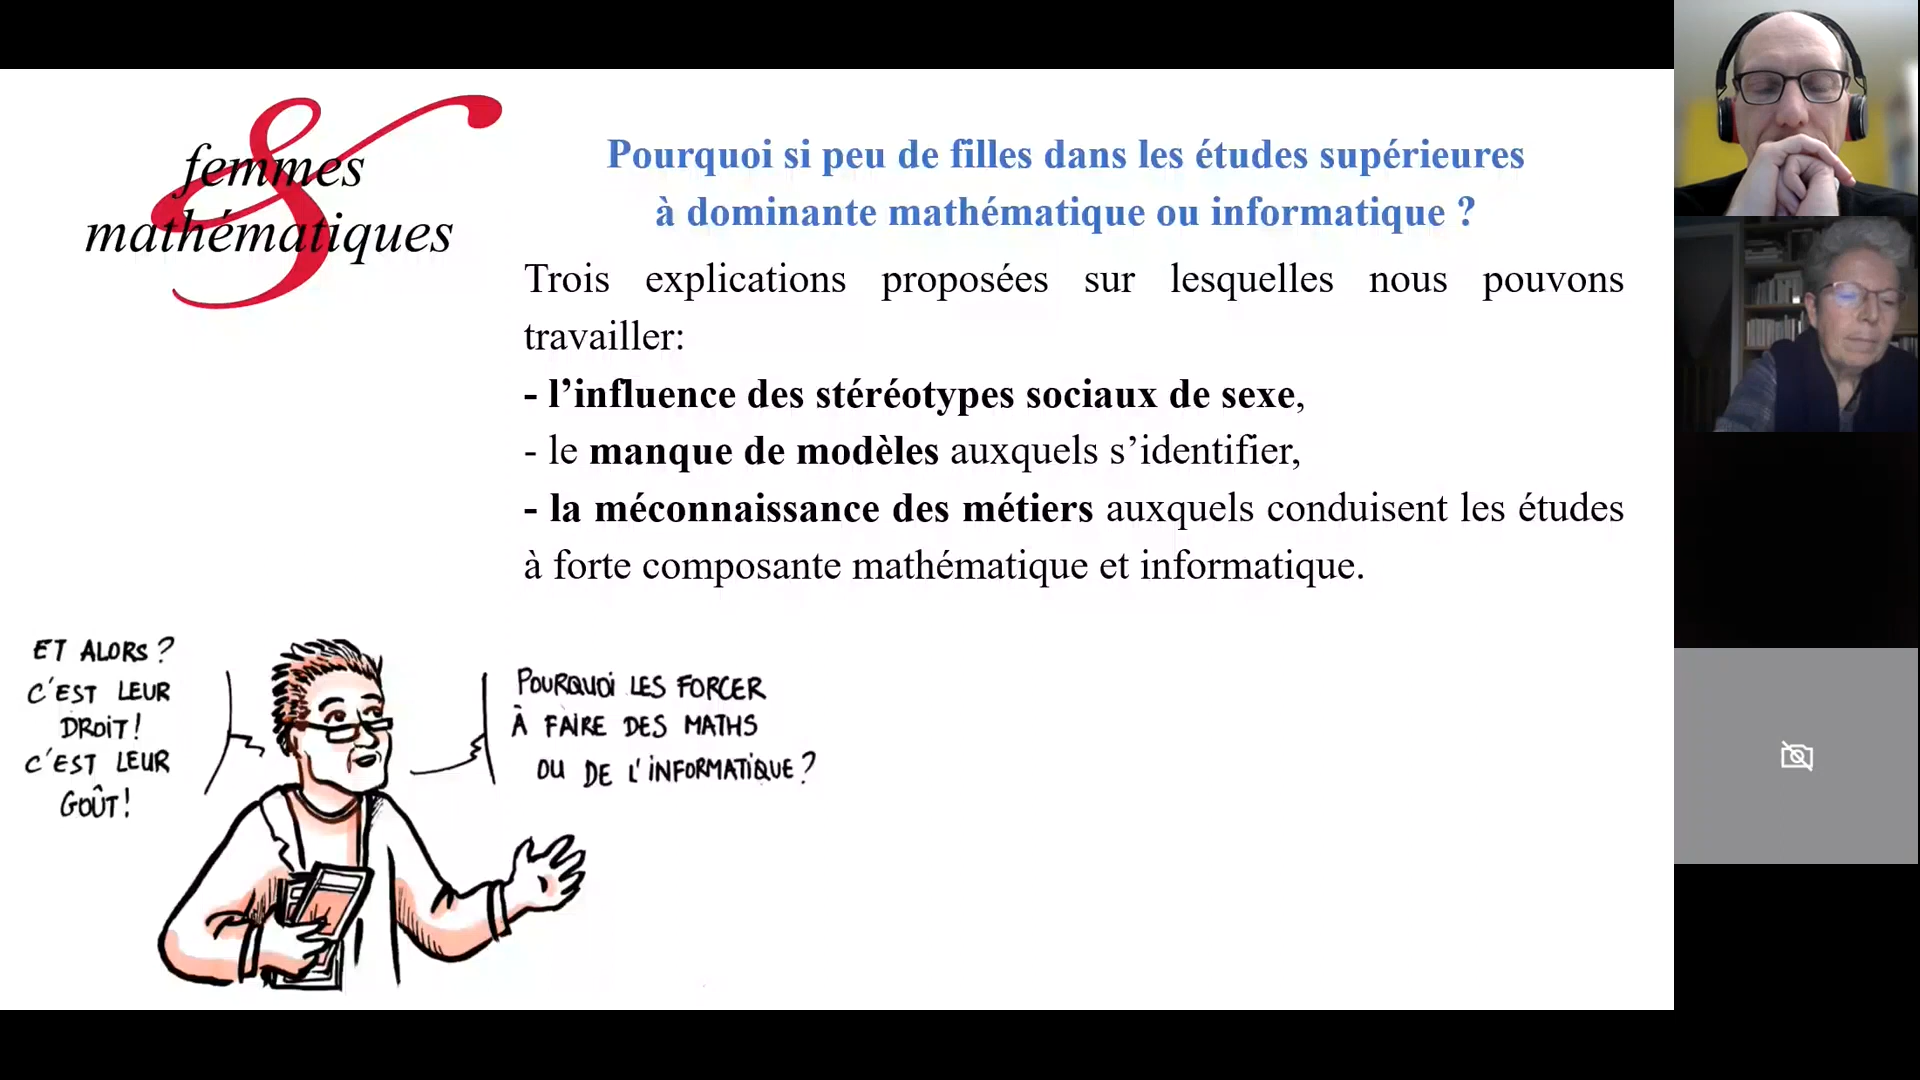 femmes
&
mathématiques
Pourquoi si peu de filles dans les études supérieures
à dominante mathématique ou informatique ?
Trois explications proposées sur lesquelles nous pouvons
travailler:
- l’influence des stéréotypes sociaux de sexe,
- le manque de modèles auxquels s’identifier,
- la méconnaissance des métiers auxquels conduisent les études
à forte composante mathématique et informatique.
ET ALORS ?
C'EST LEUR
DROIT !
C'EST LEUR
GOÛT !
POURQUOI LES FORCER
À FAIRE DES MATHS
OU DE L'INFORMATIQUE ?